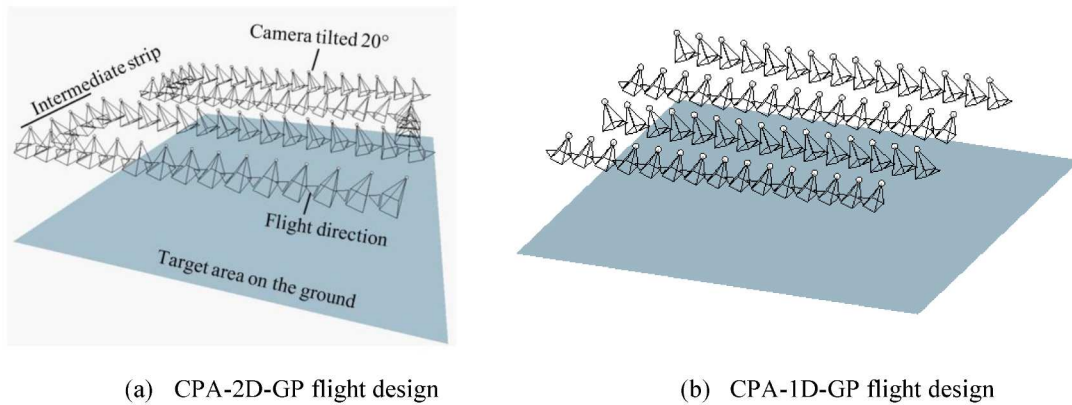 Camera tilted 20°
Intermediate strip
Flight direction
Target area on the ground
(a) CPA-2D-GP flight design
(b) CPA-1D-GP flight design